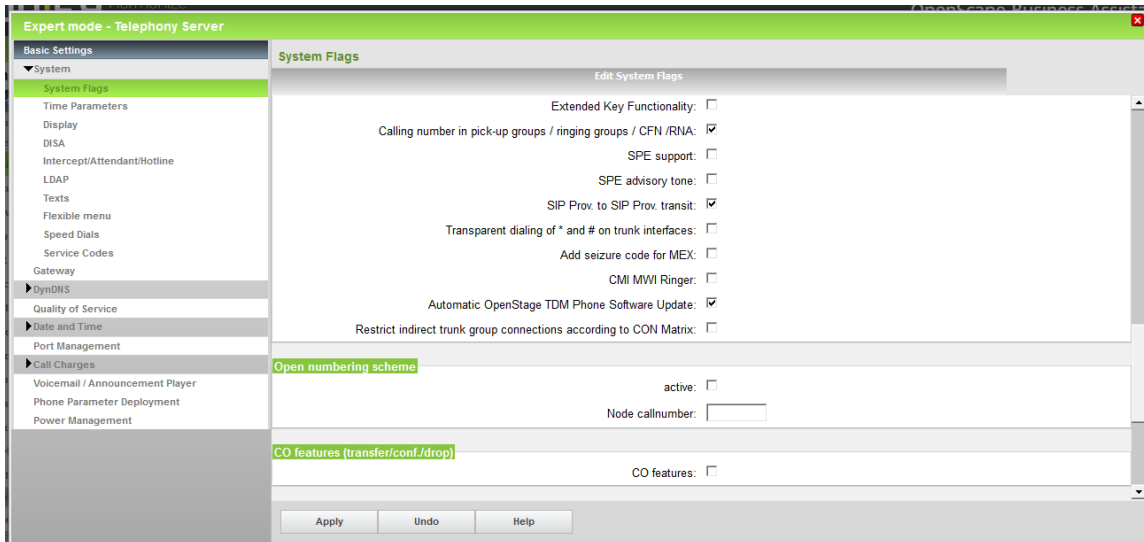 Harmonize
OpenScape Business Assista
Expert mode - Telephony Server
Basic Settings
System
System Flags
Time Parameters
Display
DISA
Intercept/Attendant/Hotline
LDAP
Texts
Flexible menu
Speed Dials
Service Codes
Gateway
DynDNS
Quality of Service
Date and Time
Port Management
Call Charges
Voicemail / Announcement Player
Phone Parameter Deployment
Power Management
System Flags
Edit System Flags
Extended Key Functionality:
Calling number in pick-up groups / ringing groups / CFN /RNA:
SPE support:
SPE advisory tone:
SIP Prov. to SIP Prov. transit:
Transparent dialing of * and # on trunk interfaces:
Add seizure code for MEX:
CMI MWI Ringer:
Automatic OpenStage TDM Phone Software Update:
Restrict indirect trunk group connections according to CON Matrix:
Open numbering scheme
active:
Node callnumber:
CO features (transfer/conf./drop)
CO features:
Apply Undo Help